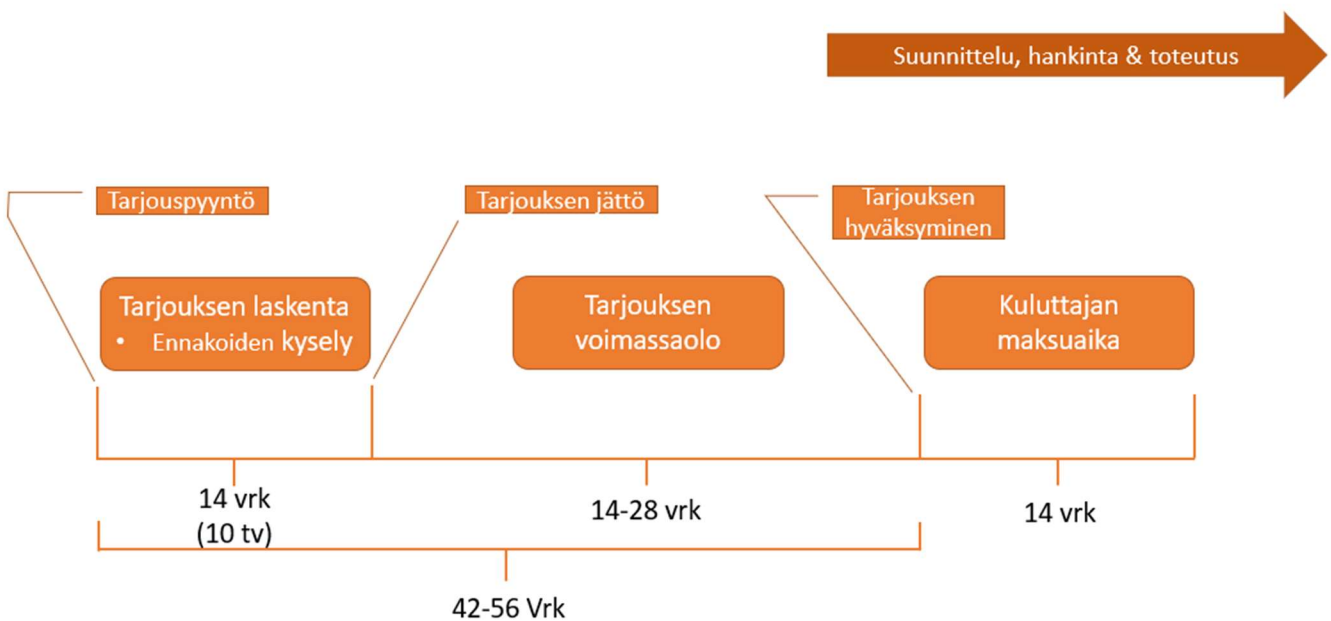 Suunnittelu, hankinta & toteutus
Tarjouspyyntö
Tarjouksen jättö
Tarjouksen
hyväksyminen
Tarjouksen laskenta
• Ennakoiden kysely
Tarjouksen
voimassaolo
Kuluttajan
maksuaika
14 vrk
(10 tv)
14-28 vrk
14 vrk
42-56 Vrk